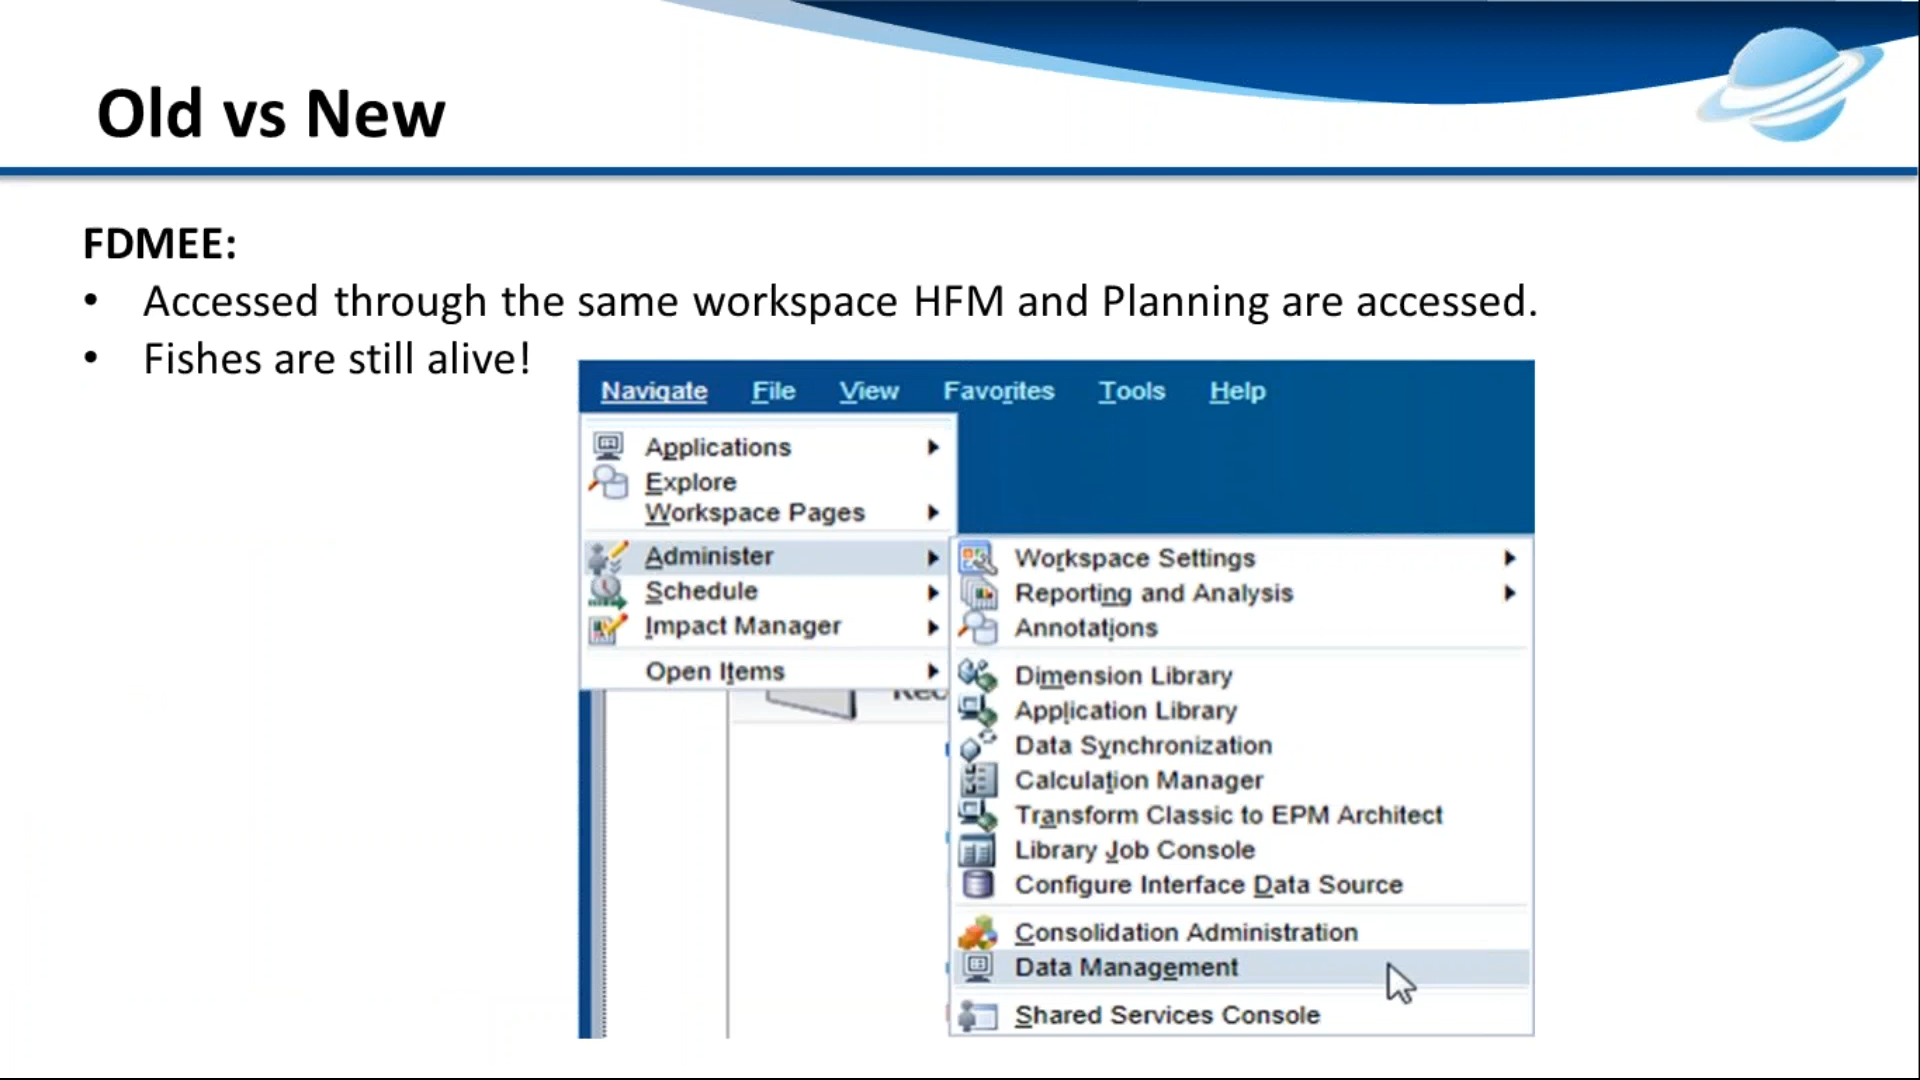 Old vs New
FDMEE:
• Accessed through the same workspace HFM and Planning are accessed.
• Fishes are still alive!
Navigate File View Favorites Tools Help
Applications
Explore
Workspace Pages
Administer
Schedule
Impact Manager
Open Items
Workspace Settings
Reporting and Analysis
Annotations
Dimension Library
Application Library
Data Synchronization
Calculation Manager
Transform Classic to EPM Architect
Library Job Console
Configure Interface Data Source
Consolidation Administration
Data Management
Shared Services Console